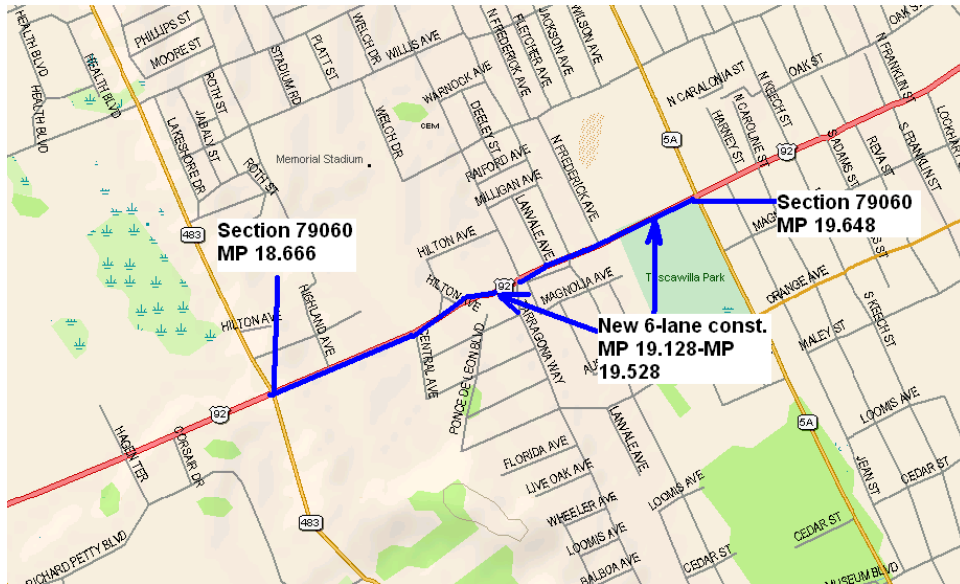 HEALTH BLVD
HEALTH BLVD
HEALTH BLVD
PHILLIPS ST
MOORE ST
ROTH ST
JABALY ST
LAKESHORE DR
ROTH ST
STADIUM RD
PLATT ST
WELCH DR
WILLIS AVE
WELCH DR
WARNOCK AVE
N FREDERICK AVE
FLETCHER AVE
JACKSON AVE
WILSON AVE
DEELEY ST
CEM
Memorial Stadium
RAIFORD AVE
MILLIGAN AVE
LANVALE AVE
N FREDERICK AVE
5A
N CARALONIA ST
OAK ST
OAK ST
N KEECH ST
N CAROLINE ST
HARNEY ST
92
N FRANKLIN ST
S ADAMS ST
REVA ST
S FRANKLIN ST
LOCKHART
483
Section 79060
MP 18.666
Section 79060
MP 19.648
HILTON AVE
HILTON AVE
HILTON AVE
HIGHLAND AVE
92
MAGNOLIA AVE
Tuscawilla Park
ORANGE AVE
New 6-lane const.
MP 19.128-MP
19.528
CENTRAL AVE
PONCE DE LEON BLVD
TARRAGONA WAY
MALEY ST
S KEECH ST
92
HAGEN TER
CORSAIR DR
FLORIDA AVE
LIVE OAK AVE
WHEELER AVE
LOOMIS AVE
BALBOA AVE
LANVALE AVE
LOOMIS AVE
CEDAR ST
5A
LOOMIS AVE
JEAN ST
CEDAR ST
CEDAR ST
MUSEUM BLVD
483
RICHARD PETTY BLVD